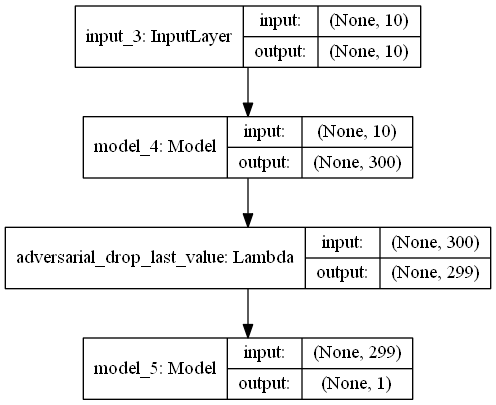 input_3: InputLayer
input: (None, 10)
output: (None, 10)
model_4: Model
input: (None, 10)
output: (None, 300)
adversarial_drop_last_value: Lambda
input: (None, 300)
output: (None, 299)
model_5: Model
input: (None, 299)
output: (None, 1)